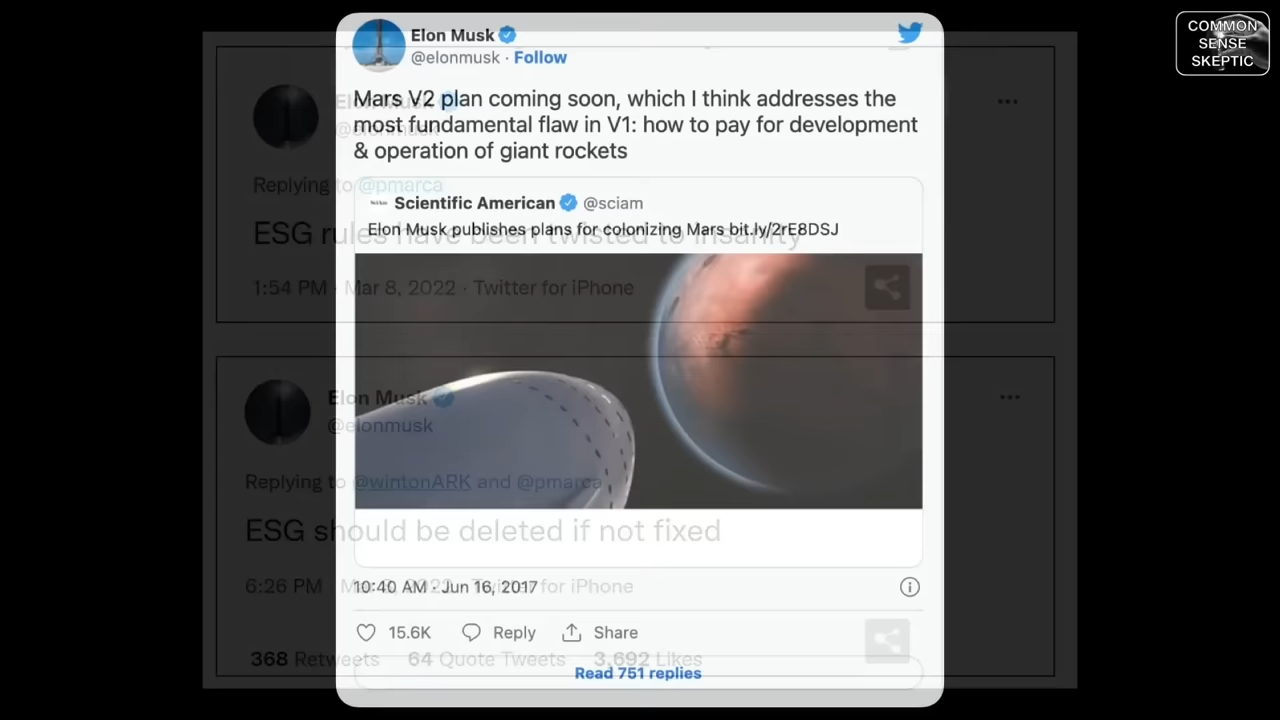 Elon Musk
@elonmusk · Follow
Mars V2 plan coming soon, which I think addresses the
most fundamental flaw in V1: how to pay for development
& operation of giant rockets
Scientific American @sciam
Elon Musk publishes plans for colonizing Mars bit.ly/2rE8DSJ
10:40 AM · Jun 16, 2017
15.6K Reply Share
Read 751 replies
Elon Musk
@elonmusk
Replying to @pmarca
ESG rules have been twisted to insanity
1:54 PM · Mar 8, 2022 · Twitter for iPhone
Elon Musk
@elonmusk
Replying to @wintonARK and @pmarca
ESG should be deleted if not fixed
6:26 PM 2022 · Twitter for iPhone
368 Retweets 64 Quote Tweets 3,692 Likes
COMMON
SENSE
SKEPTIC